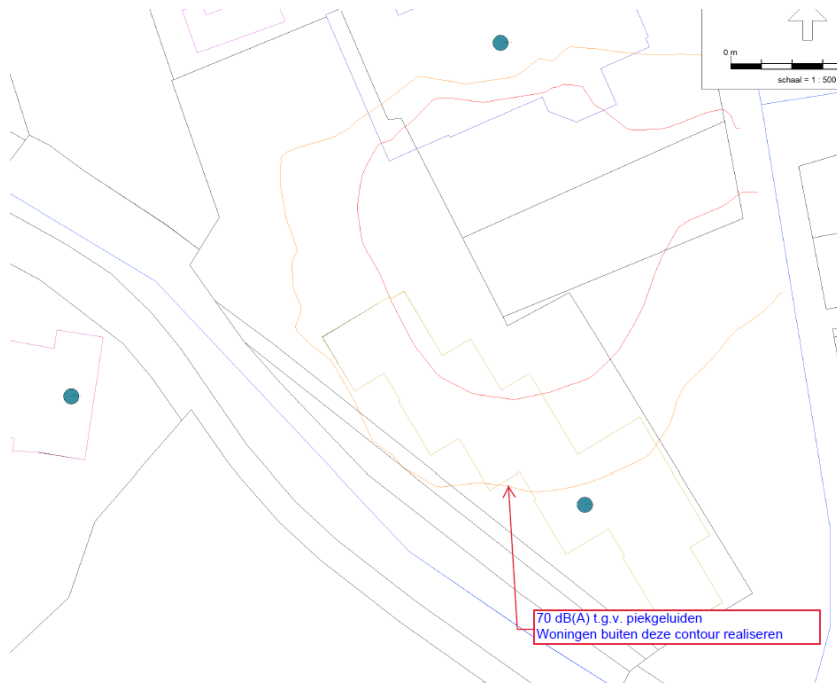 0 m
schaal = 1 : 500
70 dB(A) t.g.v. piekgeluiden
Woningen buiten deze contour realiseren